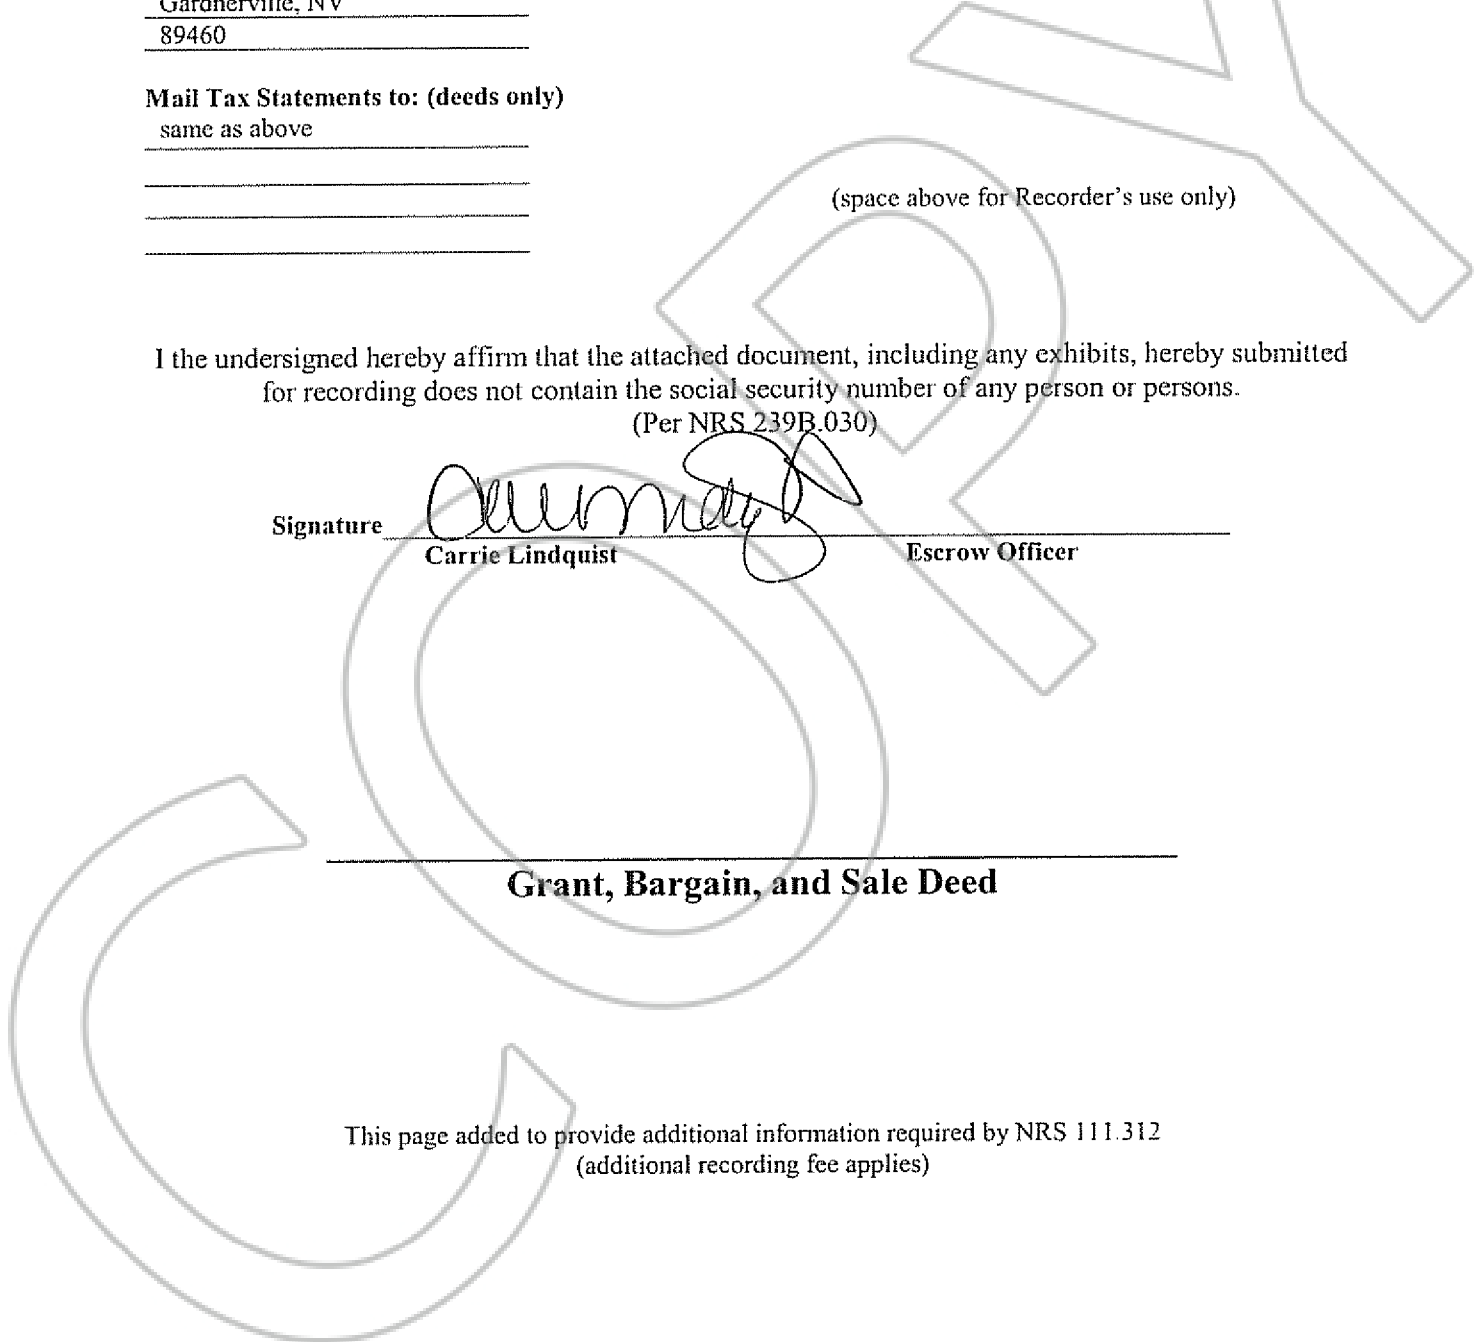 Gardnerville, NV
89460
Mail Tax Statements to: (deeds only)
same as above
(space above for Recorder's use only)
I the undersigned hereby affirm that the attached document, including any exhibits, hereby submitted
for recording does not contain the social security number of any person or persons.
(Per NRS 239B.030)
Signature
Carrie Lindquist Escrow Officer
Grant, Bargain, and Sale Deed
This page added to provide additional information required by NRS 111.312
(additional recording fee applies)
COPY